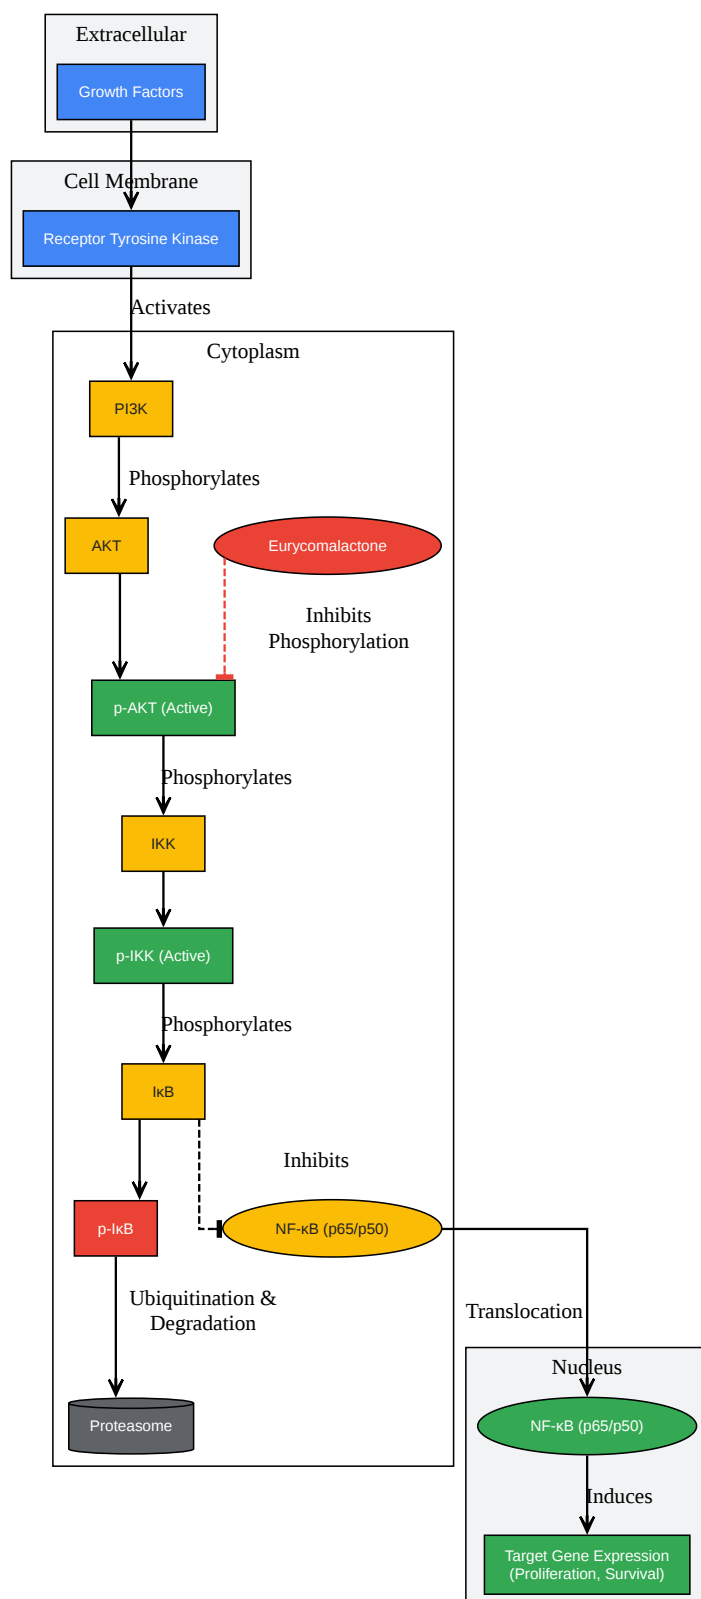 Extracellular
Growth Factors
Cell Membrane
Receptor Tyrosine Kinase
Activates
Cytoplasm
PI3K
Phosphorylates
AKT
Eurycomalactone
Inhibits
Phosphorylation
p-AKT (Active)
Phosphorylates
IKK
p-IKK (Active)
Phosphorylates
IκB
Inhibits
p-IκB
NF-κB (p65/p50)
Ubiquitination &
Degradation
Translocation
Nucleus
Proteasome
NF-κB (p65/p50)
Induces
Target Gene Expression
(Proliferation, Survival)